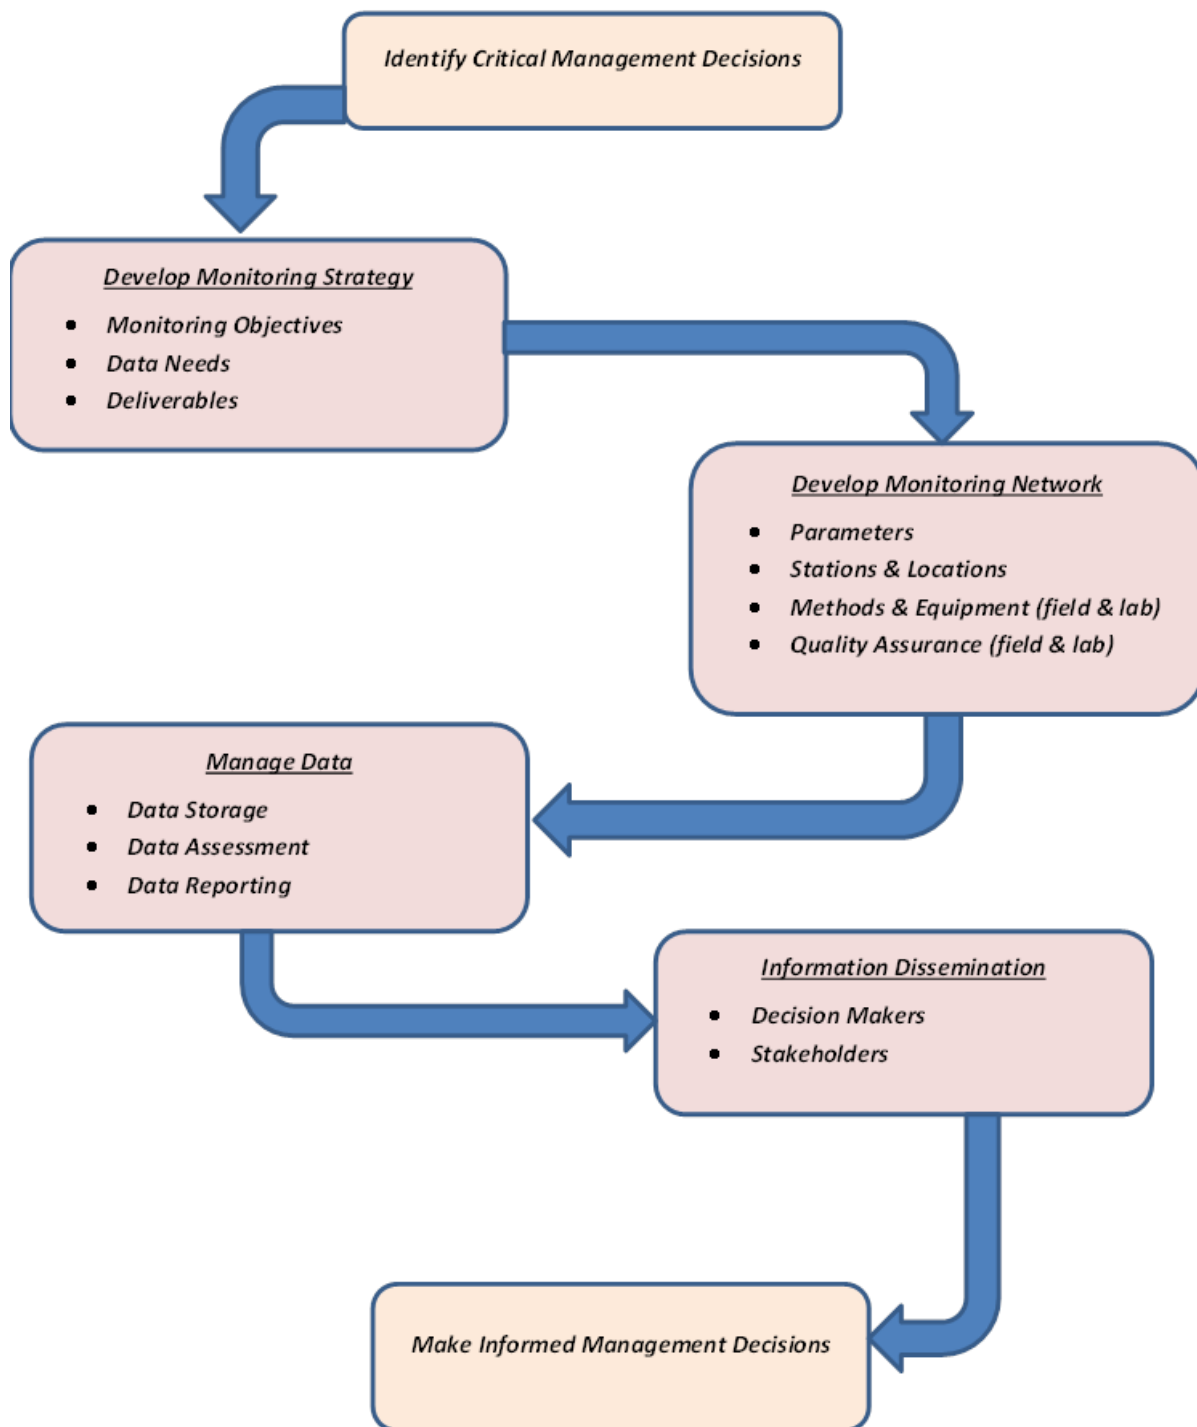 Identify Critical Management Decisions
Develop Monitoring Strategy
• Monitoring Objectives
• Data Needs
• Deliverables
Develop Monitoring Network
• Parameters
• Stations & Locations
• Methods & Equipment (field & lab)
• Quality Assurance (field & lab)
Manage Data
• Data Storage
• Data Assessment
• Data Reporting
Information Dissemination
• Decision Makers
• Stakeholders
Make Informed Management Decisions